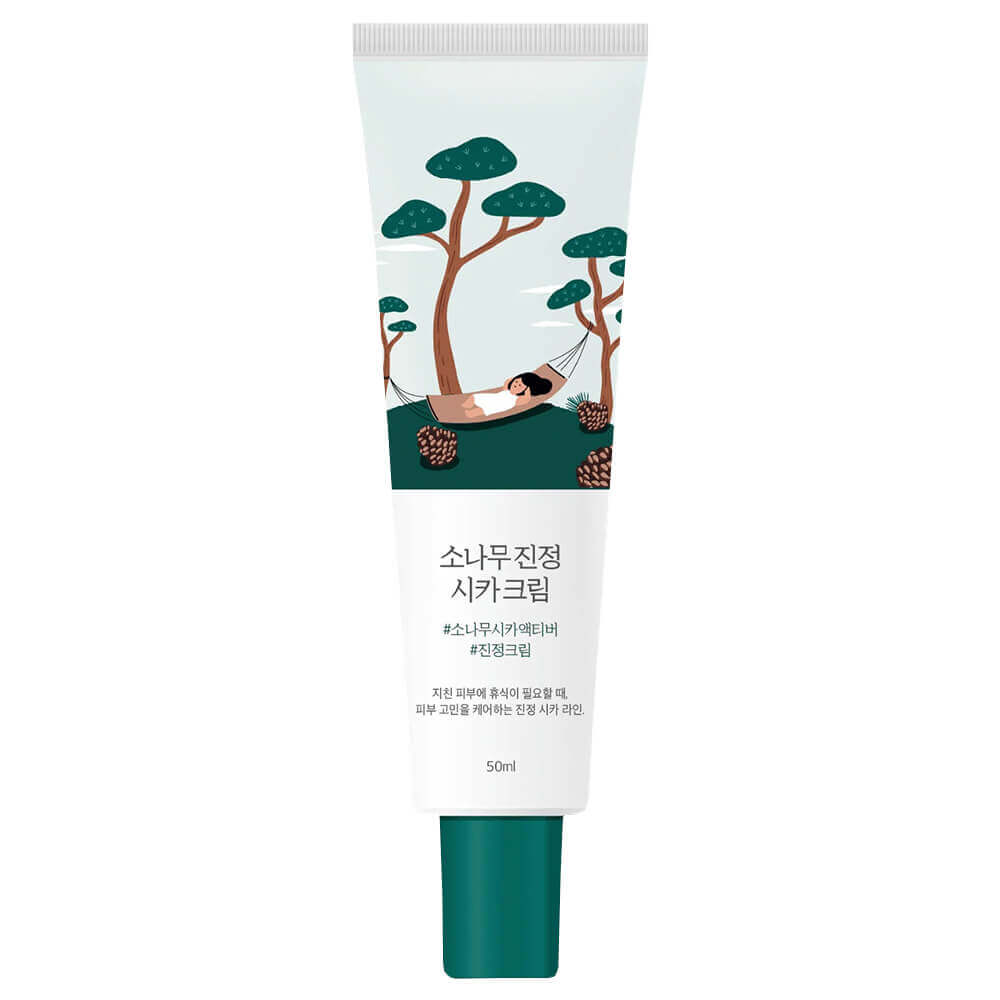 소나무 진정
시카 크림
#소나무시카액티버
#진정크림
지친 피부에 휴식이 필요할 때,
피부 고민을 케어하는 진정 시카 라인.
50ml